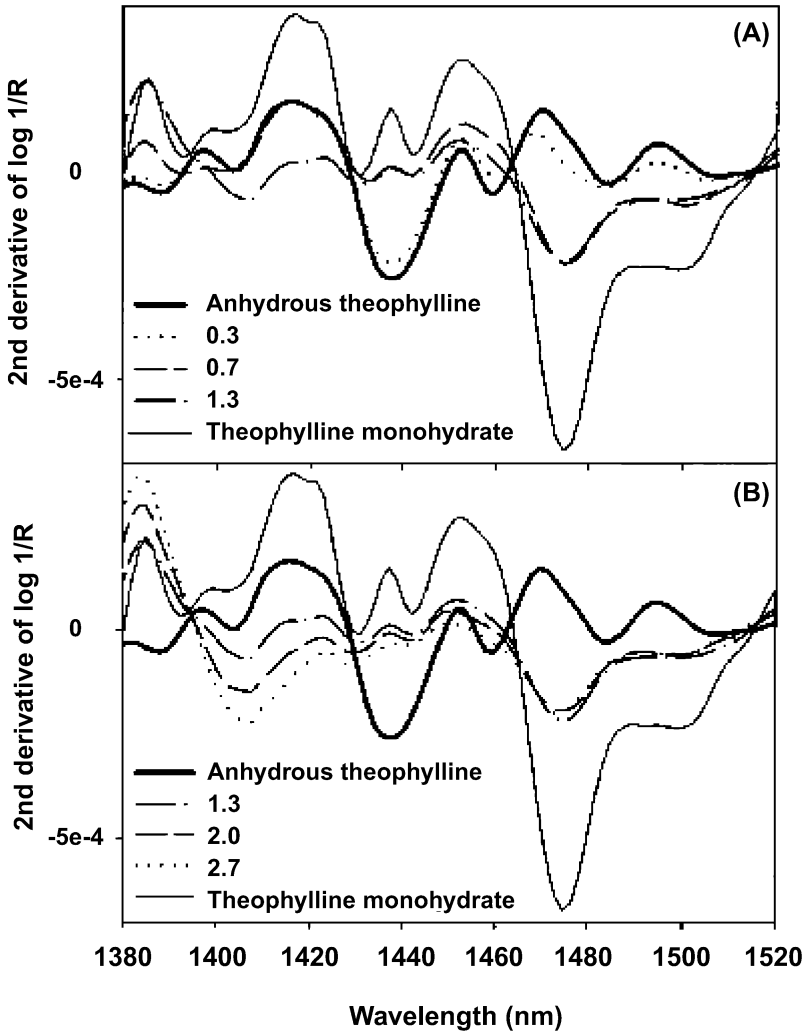 (A)
2nd derivative of log 1/R
0
-5e-4
Anhydrous theophylline
0.3
0.7
1.3
Theophylline monohydrate
(B)
2nd derivative of log 1/R
0
-5e-4
Anhydrous theophylline
1.3
2.0
2.7
Theophylline monohydrate
1380 1400 1420 1440 1460 1480 1500 1520
Wavelength (nm)